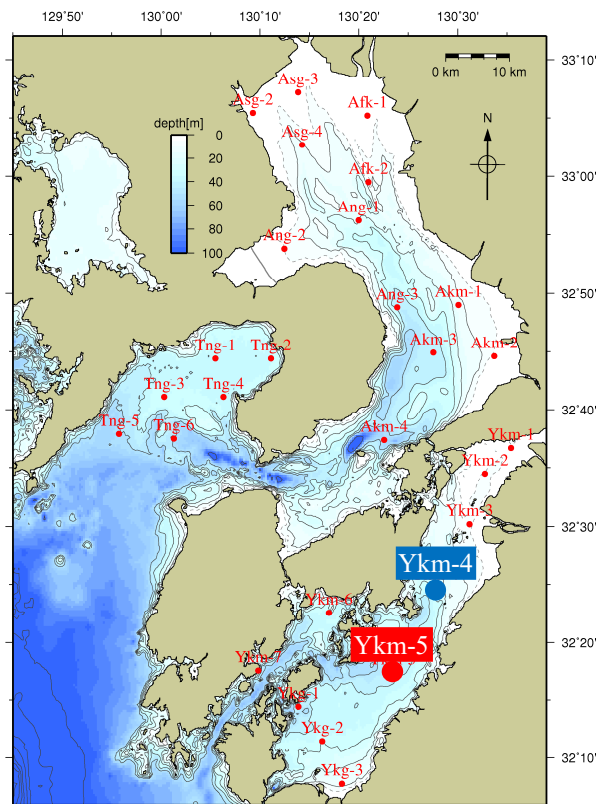 129°50' 130°00' 130°10' 130°20' 130°30'
33°10'
0 km 10 km
Asg-3
Asg-2
Afk-1
depth[m]
0
20
40
60
80
100
N
Asg-4
Afk-2
33°00'
Ang-1
Ang-2
32°50'
Ang-3
Akm-1
Akm-3
Akm-2
Tng-1
Tng-2
Tng-3
Tng-4
32°40'
Tng-5
Tng-6
Akm-4
Ykm-1
Ykm-2
Ykm-3
32°30'
Ykm-4
Ykm-6
32°20'
Ykm-5
Ykm-7
Ykg-1
Ykg-2
32°10'
Ykg-3